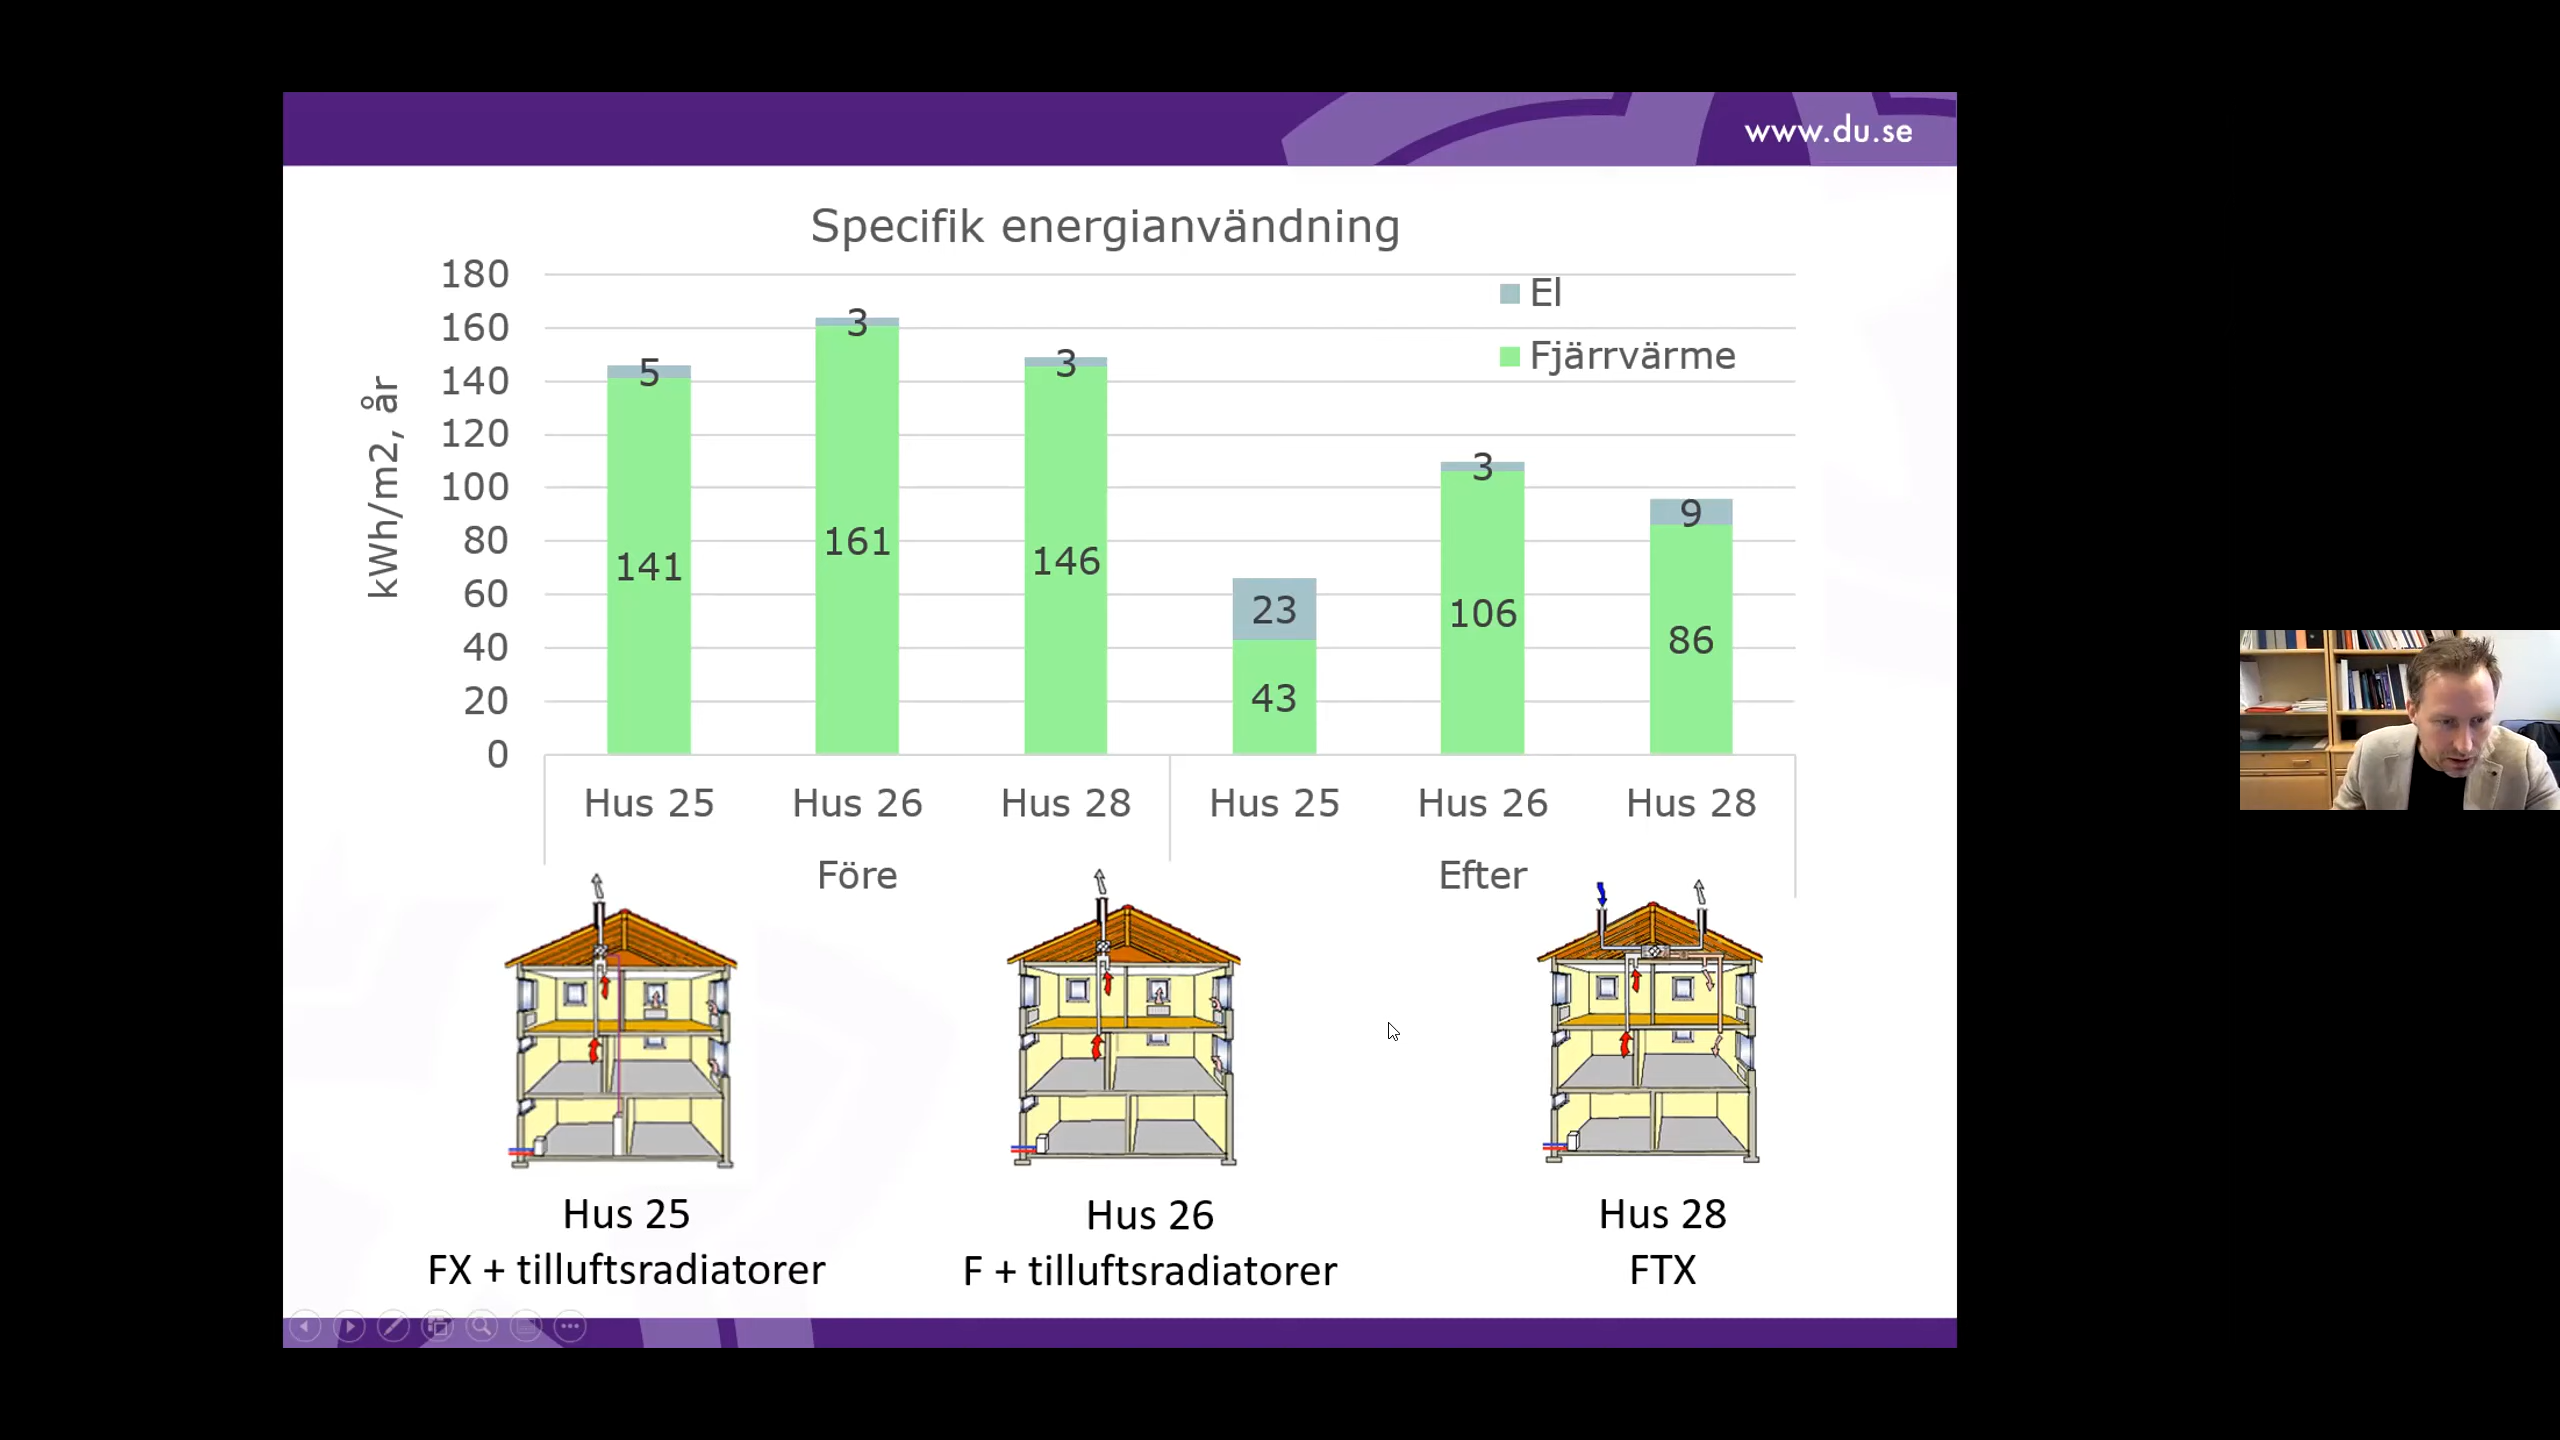 www.du.se
Specifik energianvändning
kWh/m2, år
180
160
140
120
100
80
60
40
20
0
El
Fjärrvärme
5
3
3
141
161
146
23
3
9
43
106
86
Hus 25
Hus 26
Hus 28
Hus 25
Hus 26
Hus 28
Före
Efter
Hus 25
FX + tilluftsradiatorer
Hus 26
F + tilluftsradiatorer
Hus 28
FTX